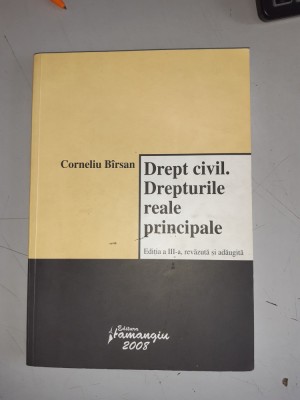 Corneliu Bîrsan
Drept civil.
Drepturile
reale
principale
Ediția a III-a, revăzută și adăugită
Editura
Hamangiu
2008